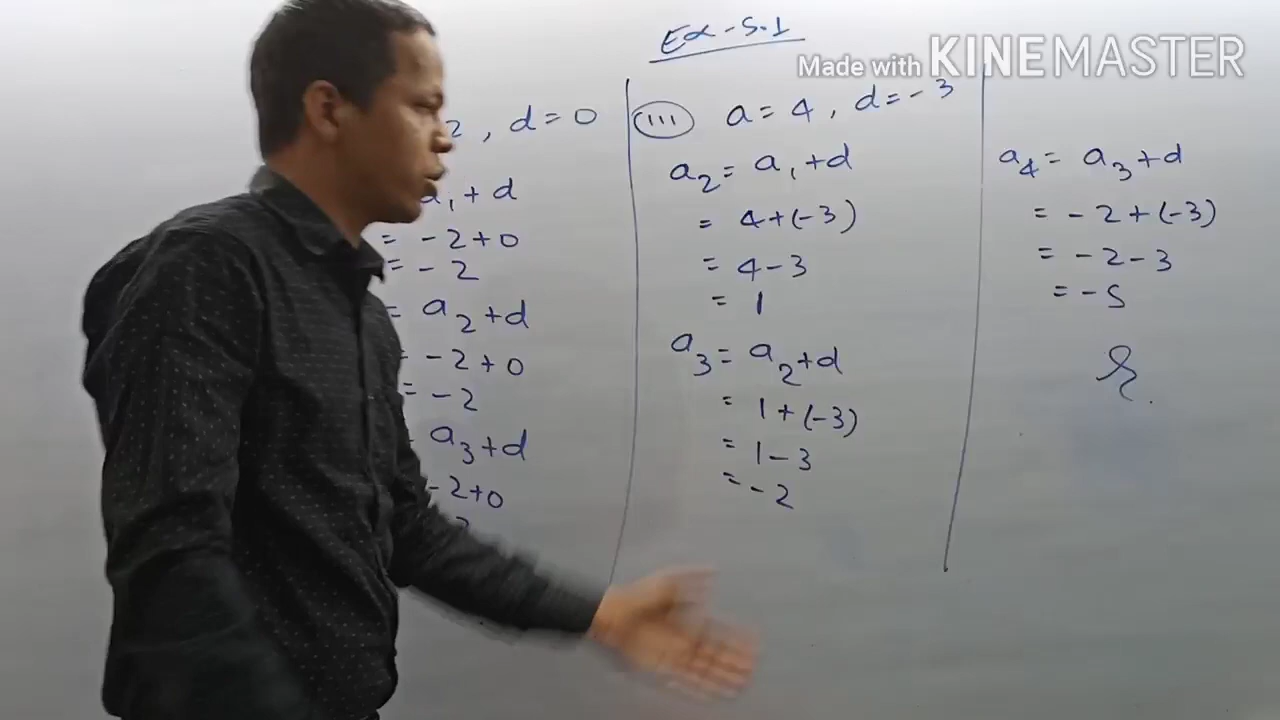 Ex - 5.1
Made with KINEMASTER
2, d = 0
a₁ + d
= -2+0
= -2
= a₂+d
= -2+0
= -2
= a₃+d
-2+0
(iii) a = 4, d = -3
a₂ = a₁ +d
= 4+(-3)
= 4-3
= 1
a₃ = a₂+d
= 1+(-3)
= 1-3
= -2
a₄ = a₃+d
= -2+(-3)
= -2-3
= -5